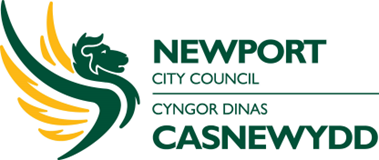 NEWPORT
CITY COUNCIL
CYNGOR DINAS
CASNEWYDD